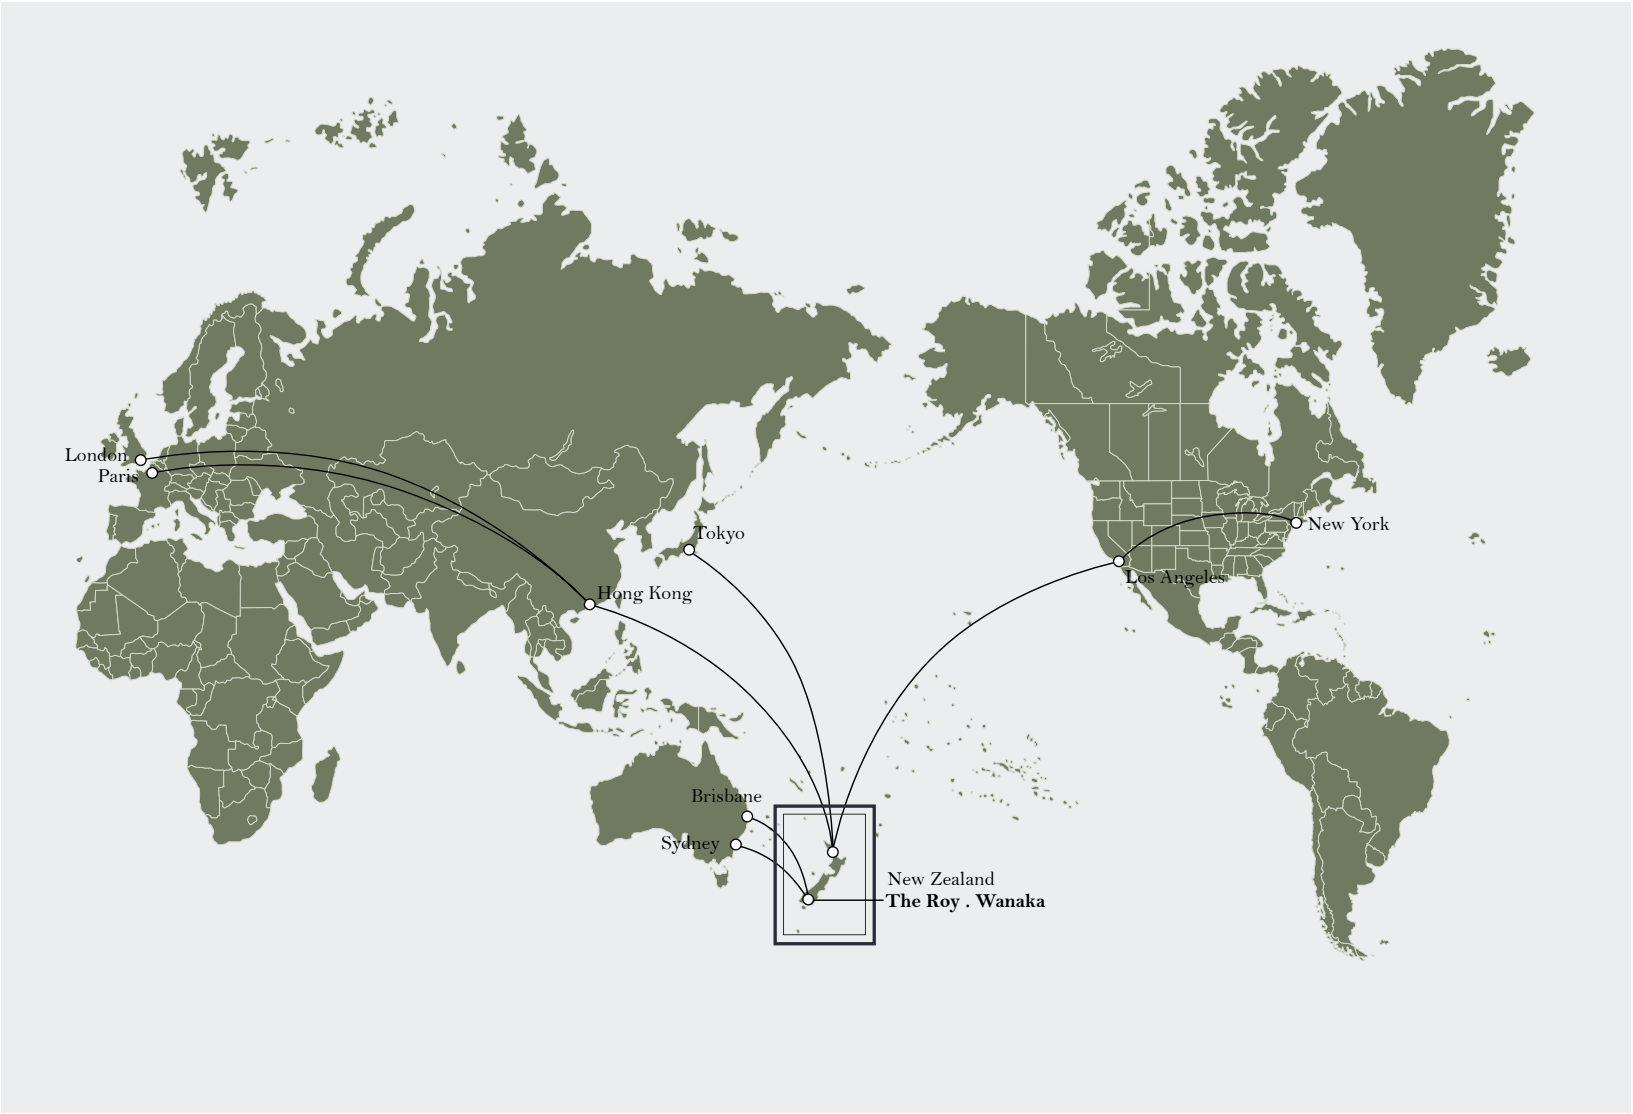 London
Paris
Tokyo
New York
Los Angeles
Hong Kong
Brisbane
Sydney
New Zealand
The Roy . Wanaka